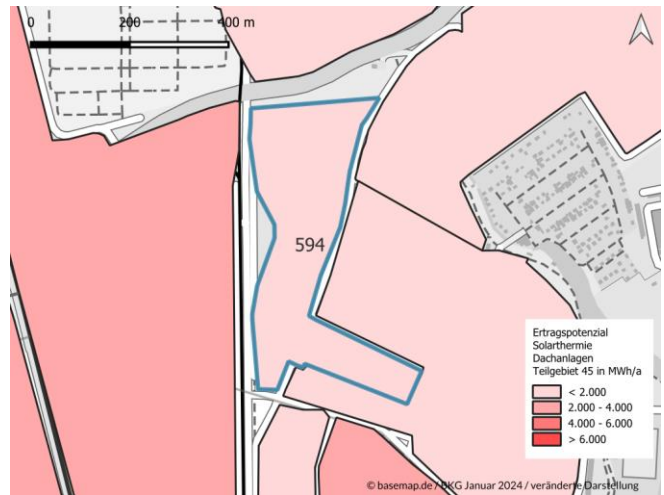 0 200 400 m
594
Ertragspotenzial
Solarthermie
Dachanlagen
Teilgebiet 45 in MWh/a
< 2.000
2.000 - 4.000
4.000 - 6.000
> 6.000
© basemap.de / BKG Januar 2024 / veränderte Darstellung